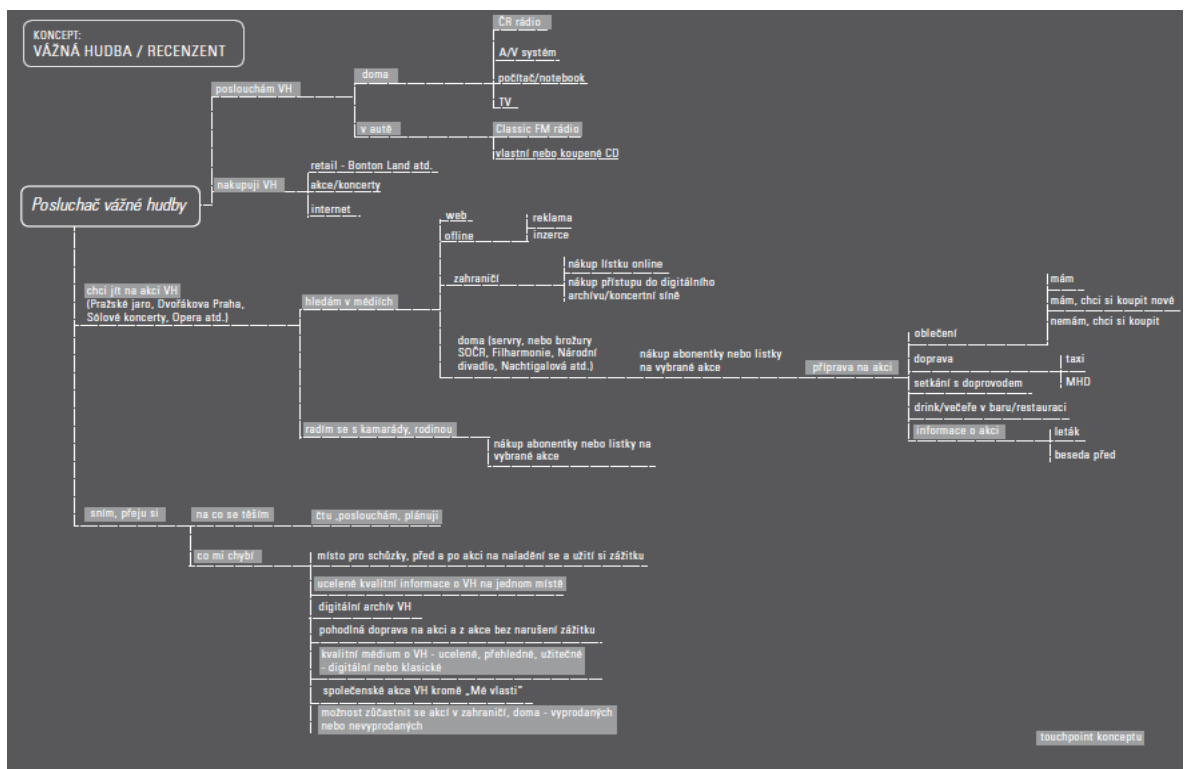 KONCEPT:
VÁŽNÁ HUDBA / RECENZENT
Posluchač vážné hudby
poslouchám VH
doma
ČR rádio
A/V systém
počítač/notebook
TV
v autě
Classic FM rádio
vlastní nebo koupené CD
nakupuji VH
retail - Bonton Land atd.
akce/koncerty
internet
chci jít na akci VH
(Pražské jaro, Dvořákova Praha,
Sólové koncerty, Opera atd.)
hledám v médiích
web
ofline
reklama
inzerce
zahraničí
nákup lístku online
nákup přístupu do digitálního
archívu/koncertní síně
doma (servry, nebo brožury
SOČR, Filharmonie, Národní
divadlo, Nachtigalová atd.)
nákup abonentky nebo lístky
na vybrané akce
příprava na akci
oblečení
mám
mám, chci si koupit nové
nemám, chci si koupit
doprava
taxi
MHD
setkání s doprovodem
drink/večeře v baru/restauraci
informace o akci
leták
beseda před
radím se s kamarády, rodinou
nákup abonentky nebo lístky na
vybrané akce
sním, přeju si
na co se těším
čtu ,poslouchám, plánuji
co mi chybí
místo pro schůzky, před a po akci na naladění se a užití si zážitku
ucelené kvalitní informace o VH na jednom místě
digitální archív VH
pohodlná doprava na akci a z akce bez narušení zážitku
kvalitní médium o VH - ucelené, přehledné, užitečné
- digitální nebo klasické
společenské akce VH kromě „Mé vlasti“
možnost zůčastnit se akcí v zahraničí, doma - vyprodaných
nebo nevyprodaných
touchpoint konceptu